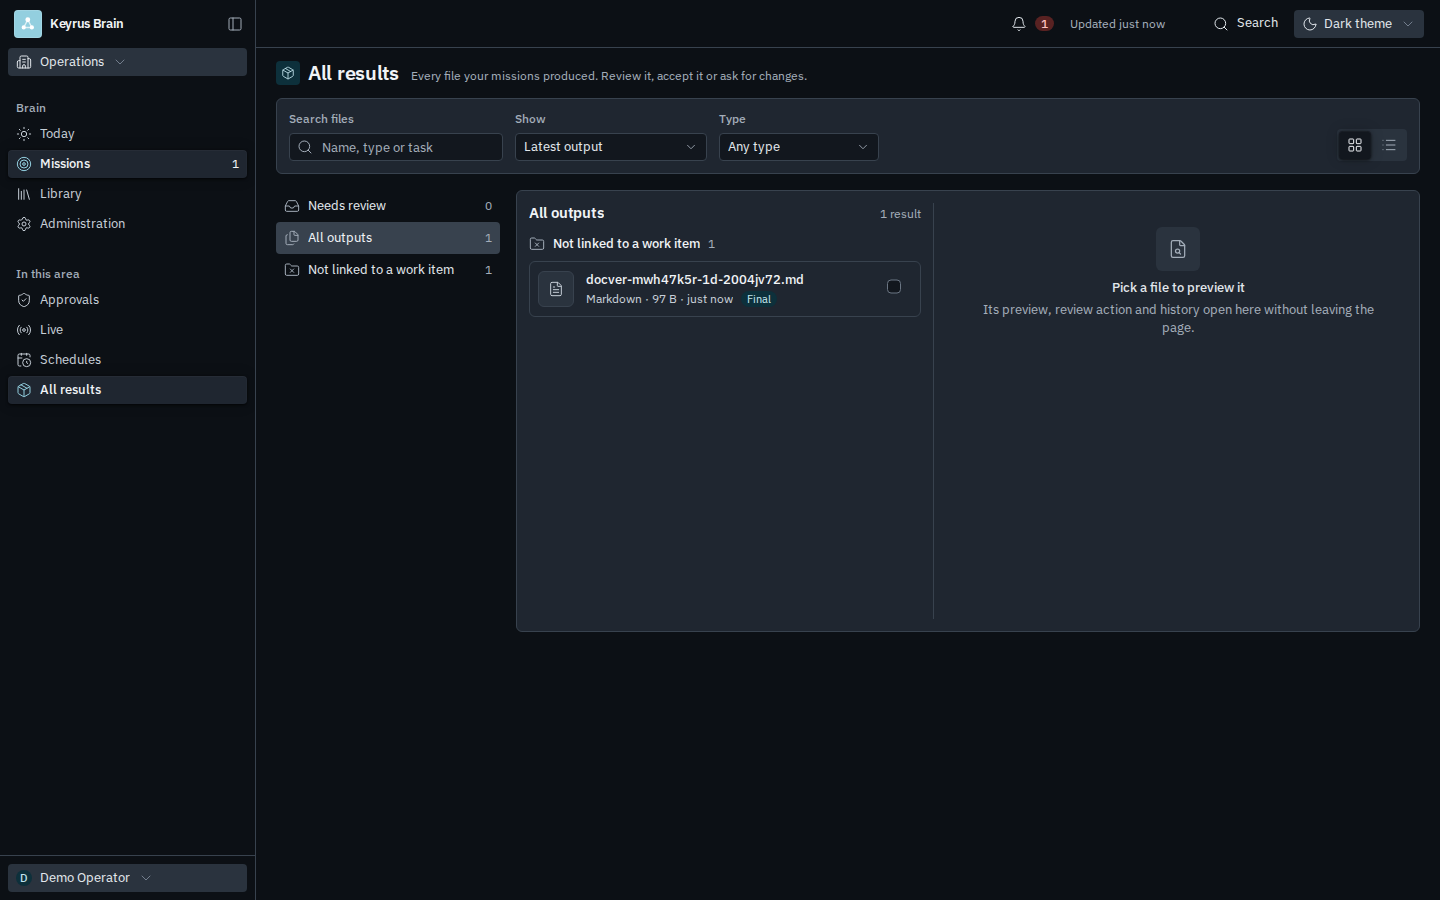 Keyrus Brain
1
Updated just now
Search
Dark theme
Operations
Brain
Today
Missions 1
Library
Administration
In this area
Approvals
Live
Schedules
All results
D Demo Operator
All results
Every file your missions produced. Review it, accept it or ask for changes.
Search files
Name, type or task
Show
Latest output
Type
Any type
Needs review 0
All outputs 1
Not linked to a work item 1
All outputs 1 result
Not linked to a work item 1
docver-mwh47k5r-1d-2004jv72.md
Markdown · 97 B · just now Final
Pick a file to preview it
Its preview, review action and history open here without leaving the
page.